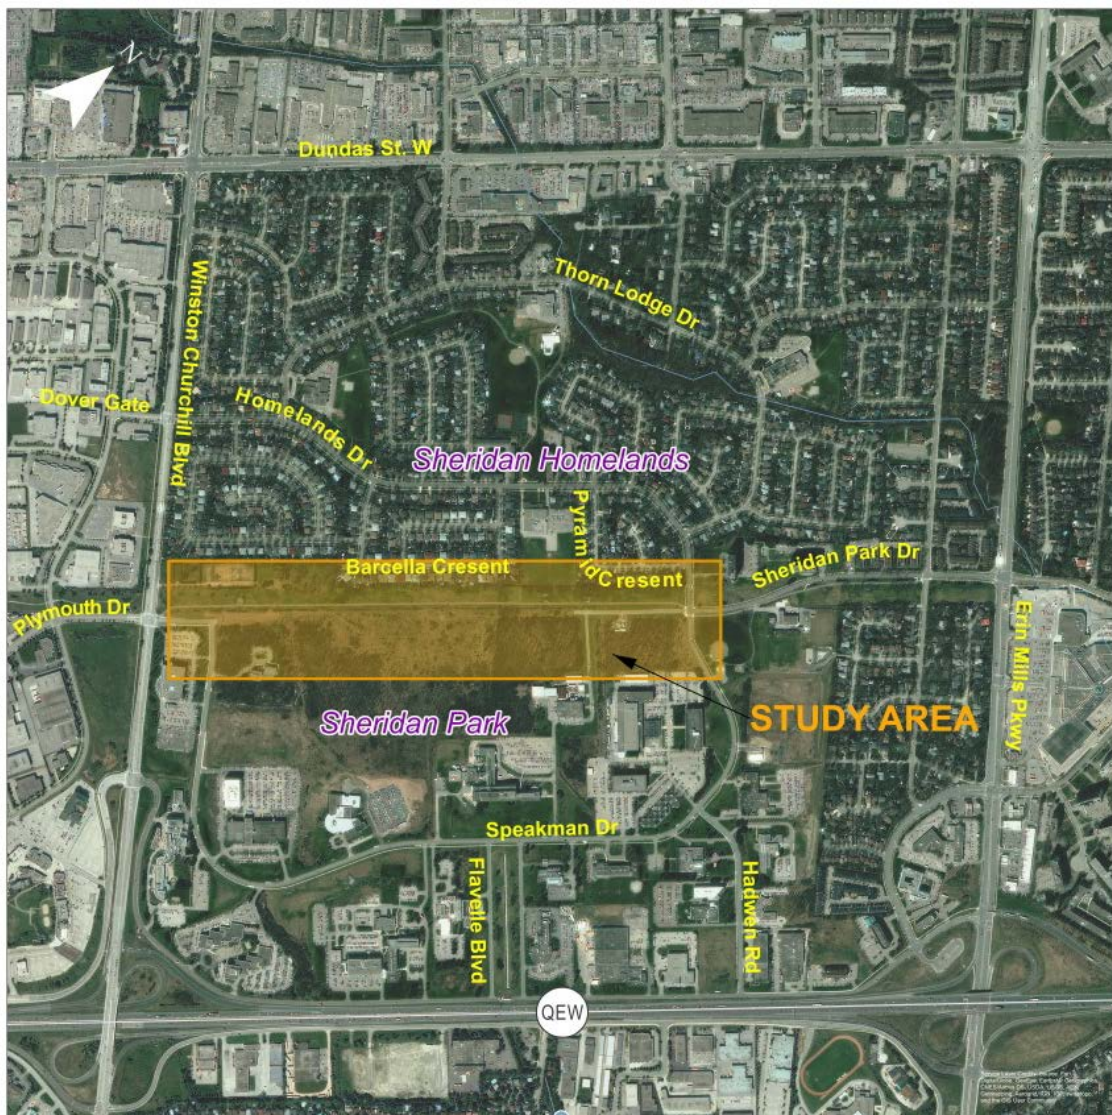 N
Dundas St. W
Thorn Lodge Dr
Winston Churchill Blvd
Dover Gate
Homelands Dr
Sheridan Homelands
Pyramid Cresent
Barcella Cresent
Sheridan Park Dr
Plymouth Dr
Erin Mills Pkwy
STUDY AREA
Sheridan Park
Speakman Dr
Flavelle Blvd
Hadwen Rd
QEW